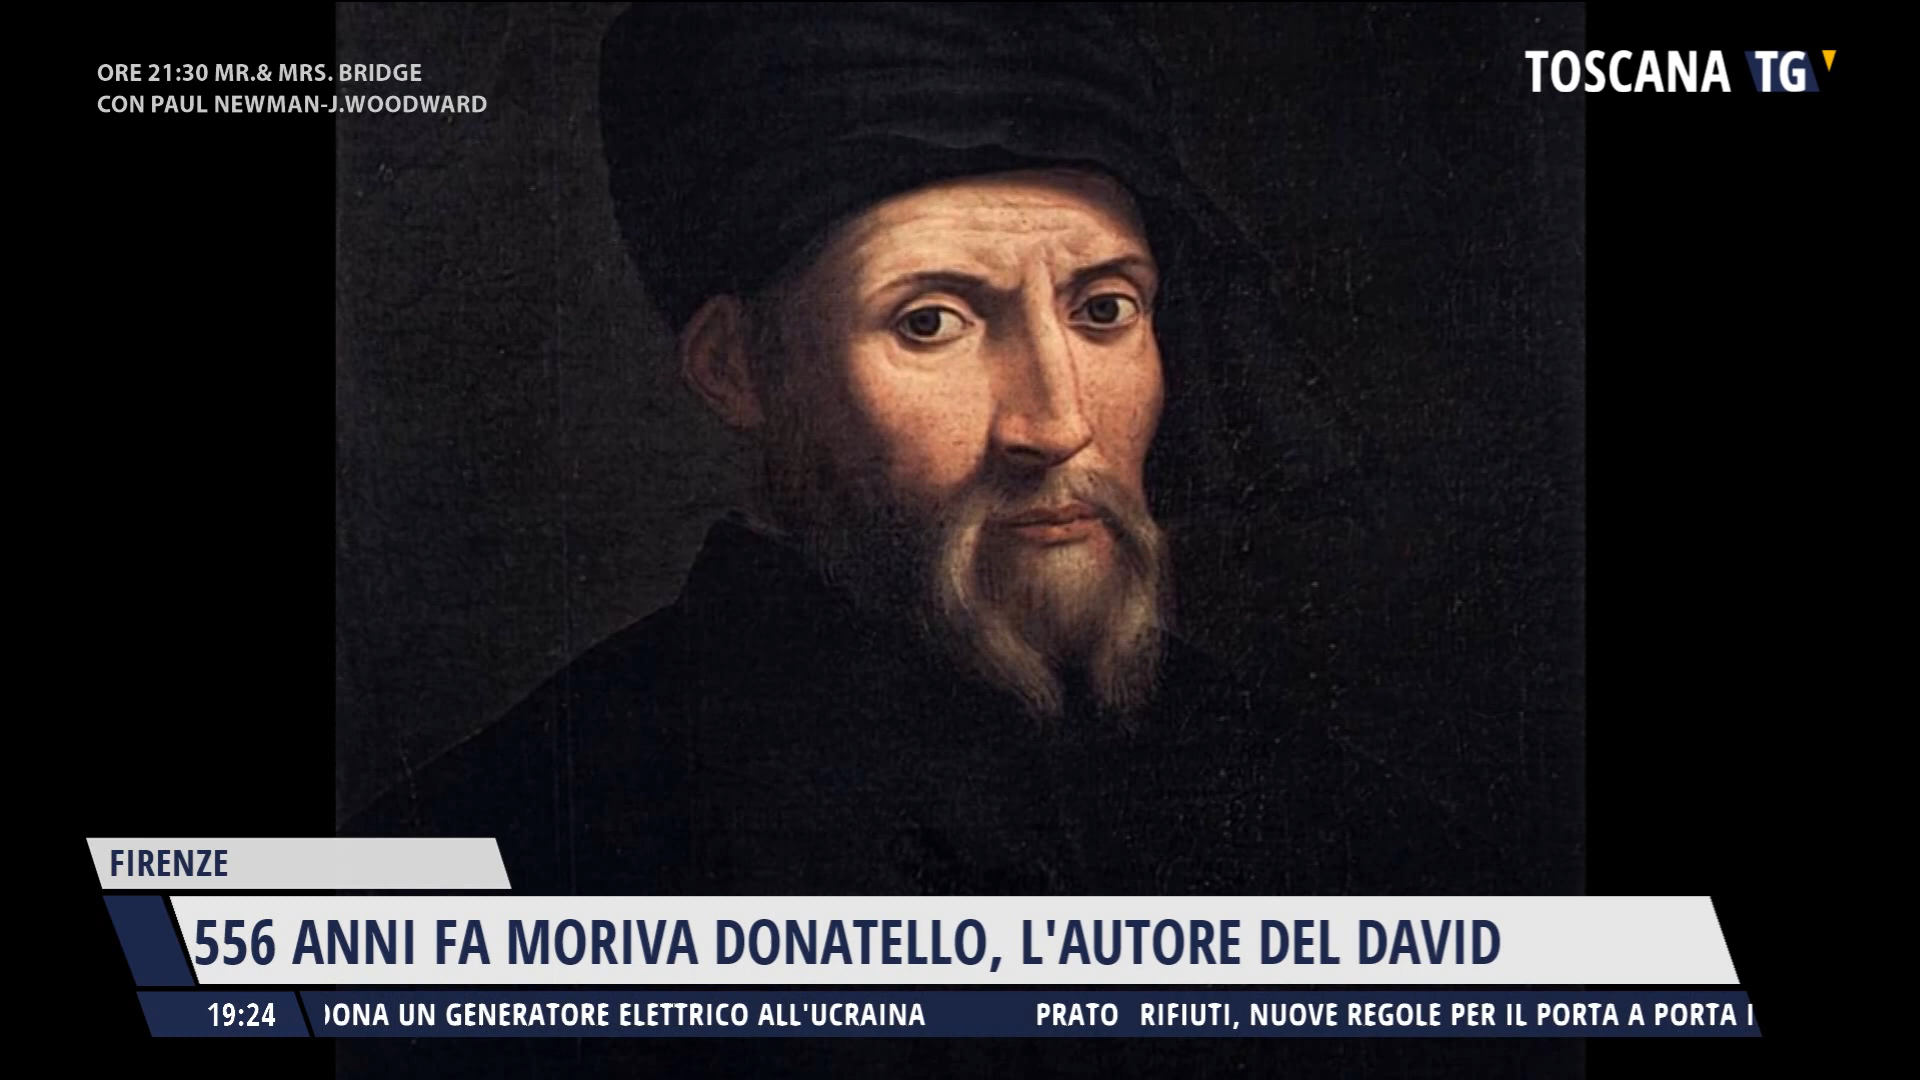 ORE 21:30 MR.& MRS. BRIDGE
CON PAUL NEWMAN-J.WOODWARD
TOSCANA TG
FIRENZE
556 ANNI FA MORIVA DONATELLO, L'AUTORE DEL DAVID
19:24 DONA UN GENERATORE ELETTRICO ALL'UCRAINA PRATO RIFIUTI, NUOVE REGOLE PER IL PORTA A PORTA